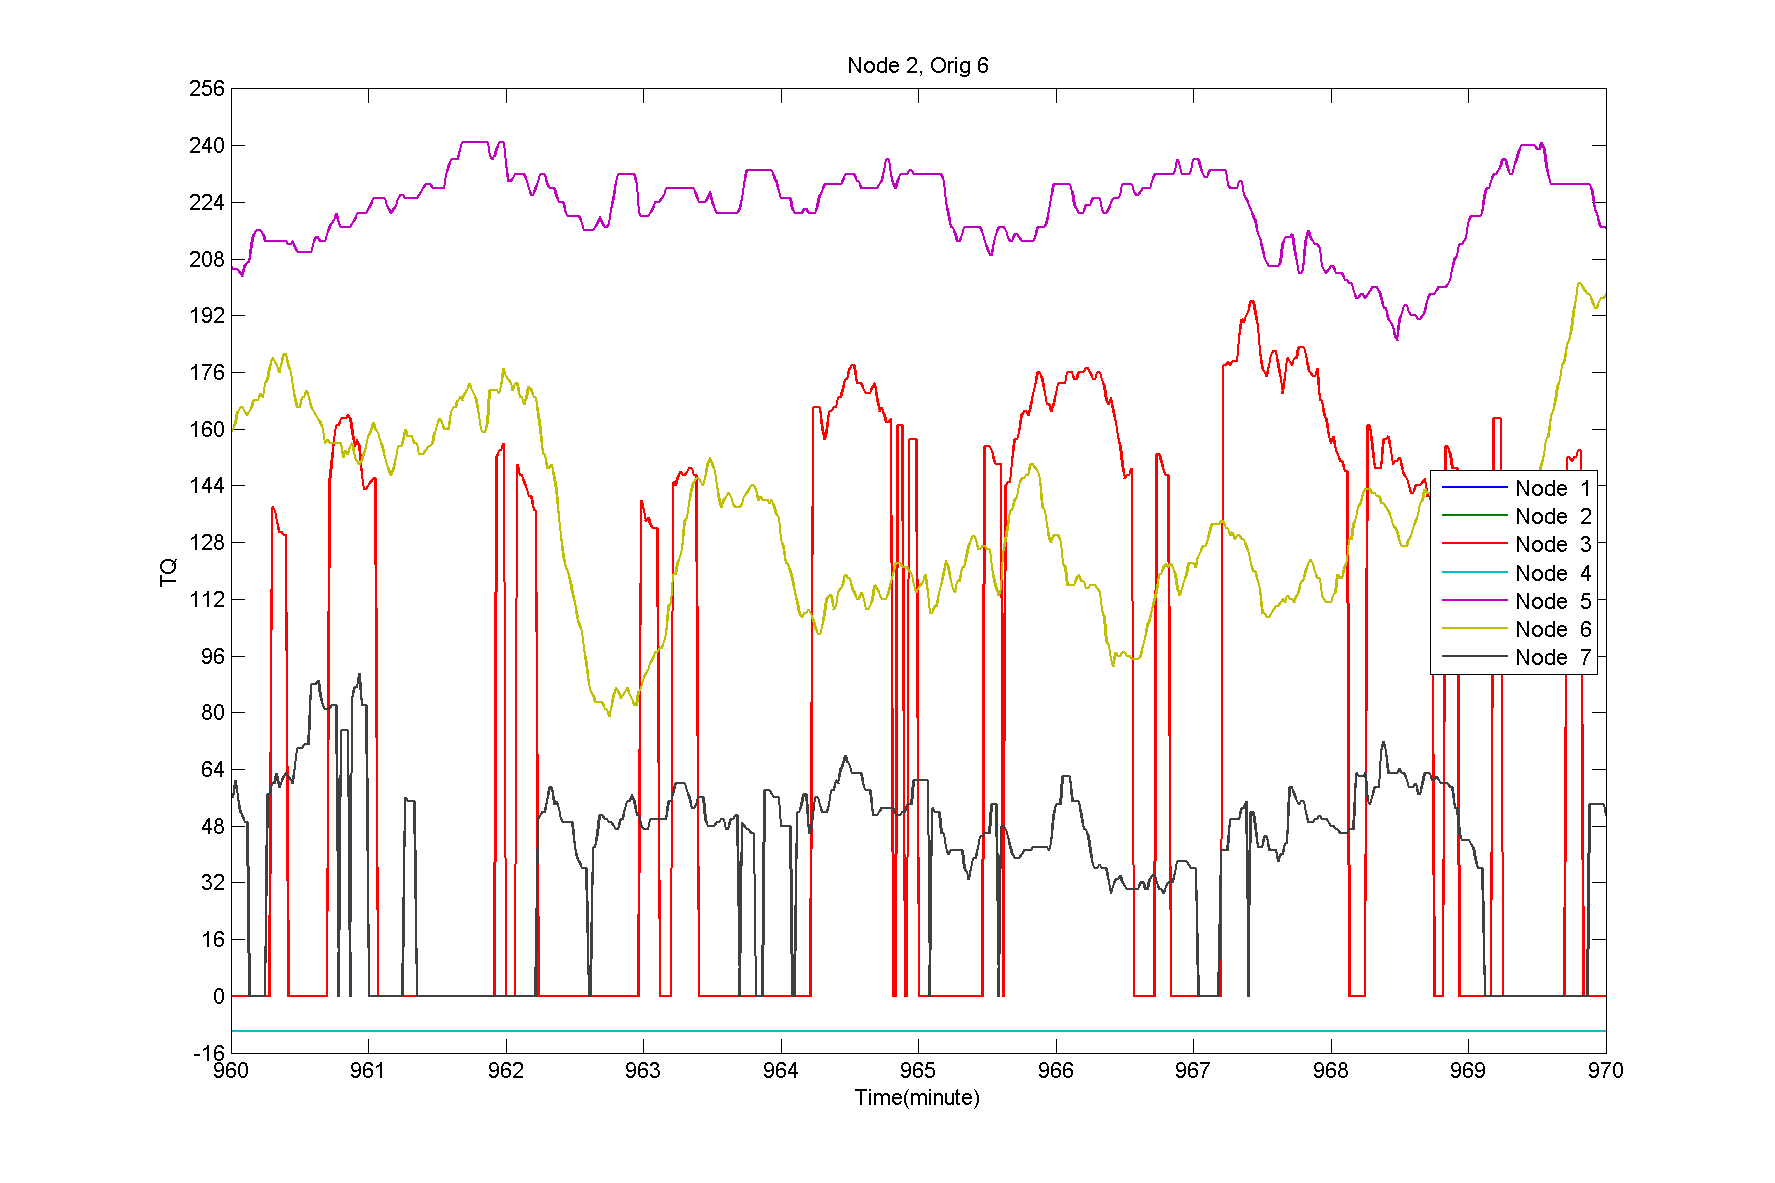 Node 2, Orig 6
256
240
224
208
192
176
160
144
128
112
96
80
64
48
32
16
0
-16
TQ
Node 1
Node 2
Node 3
Node 4
Node 5
Node 6
Node 7
960 961 962 963 964 965 966 967 968 969 970
Time(minute)